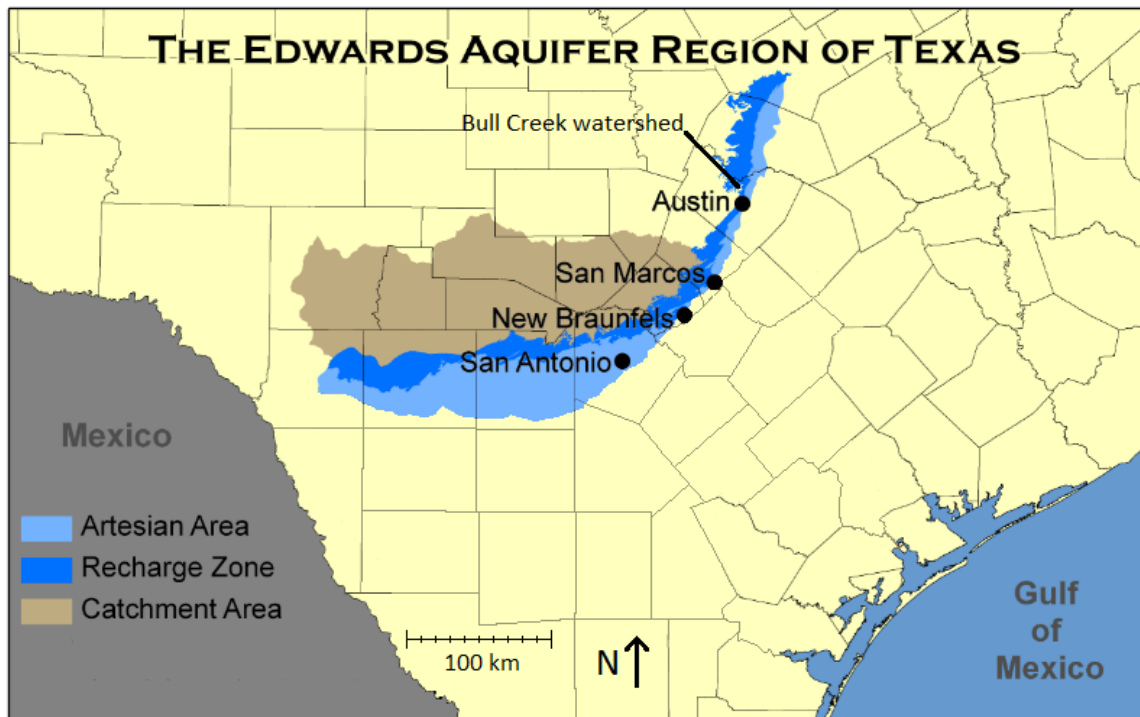 THE EDWARDS AQUIFER REGION OF TEXAS
Bull Creek watershed
Austin
San Marcos
New Braunfels
San Antonio
Mexico
Artesian Area
Recharge Zone
Catchment Area
100 km
N
Gulf
of
Mexico